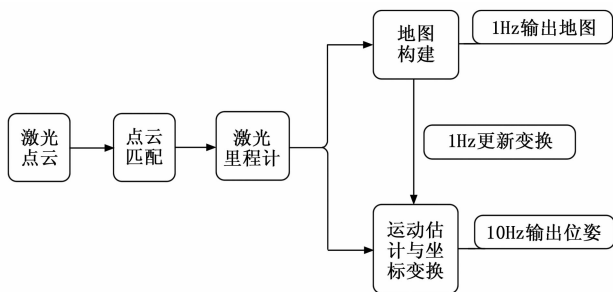 激光
点云
点云
匹配
激光
里程计
地图
构建
1Hz输出地图
1Hz更新变换
运动估
计与坐
标变换
10Hz输出位姿